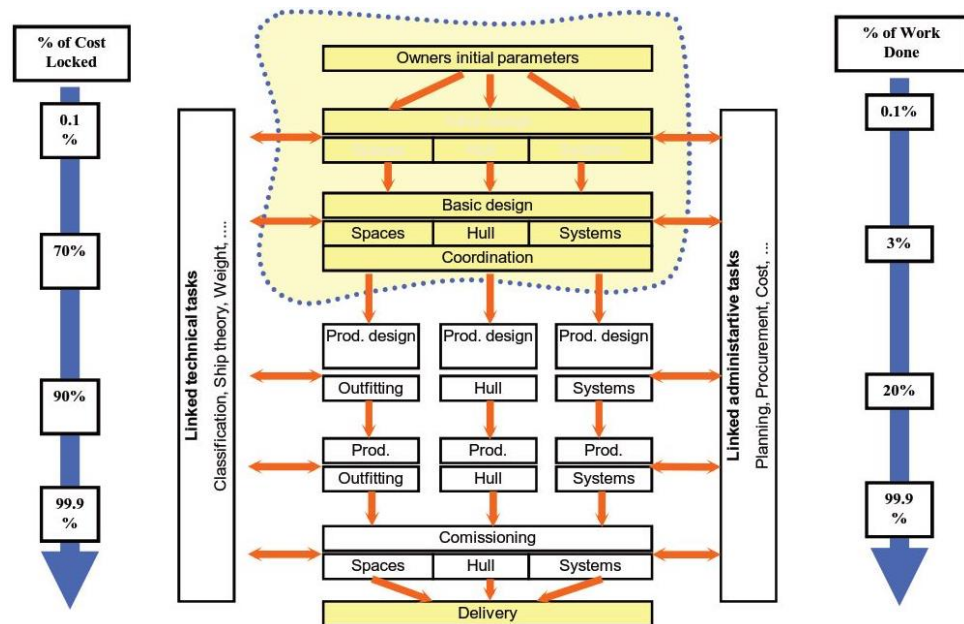 % of Cost
Locked
% of Work
Done
Owners initial parameters
0.1
%
0.1%
Basic design
Spaces
Hull
Systems
Coordination
70%
3%
Linked technical tasks
Classification, Ship theory, Weight, ....
Linked administartive tasks
Planning, Procurement, Cost, ...
Prod. design
Prod. design
Prod. design
Outfitting
Hull
Systems
90%
20%
Prod.
Prod.
Prod.
Outfitting
Hull
Systems
99.9
%
99.9
%
Comissioning
Spaces
Hull
Systems
Delivery